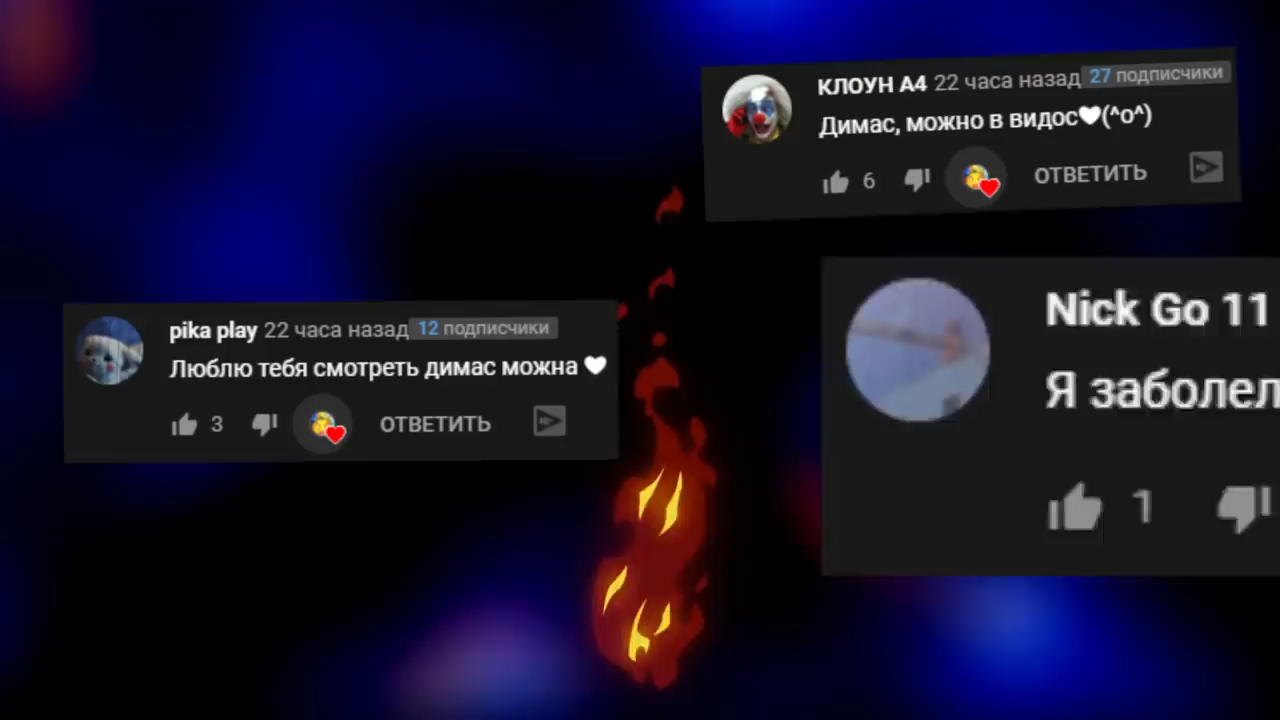 КЛОУН А4 22 часа назад 27 подписчики
Димас, можно в видос🤍(^o^)
6 ОТВЕТИТЬ
pika play 22 часа назад 12 подписчики
Люблю тебя смотреть димас можна 🤍
3 ОТВЕТИТЬ
Nick Go 11
Я заболел
1